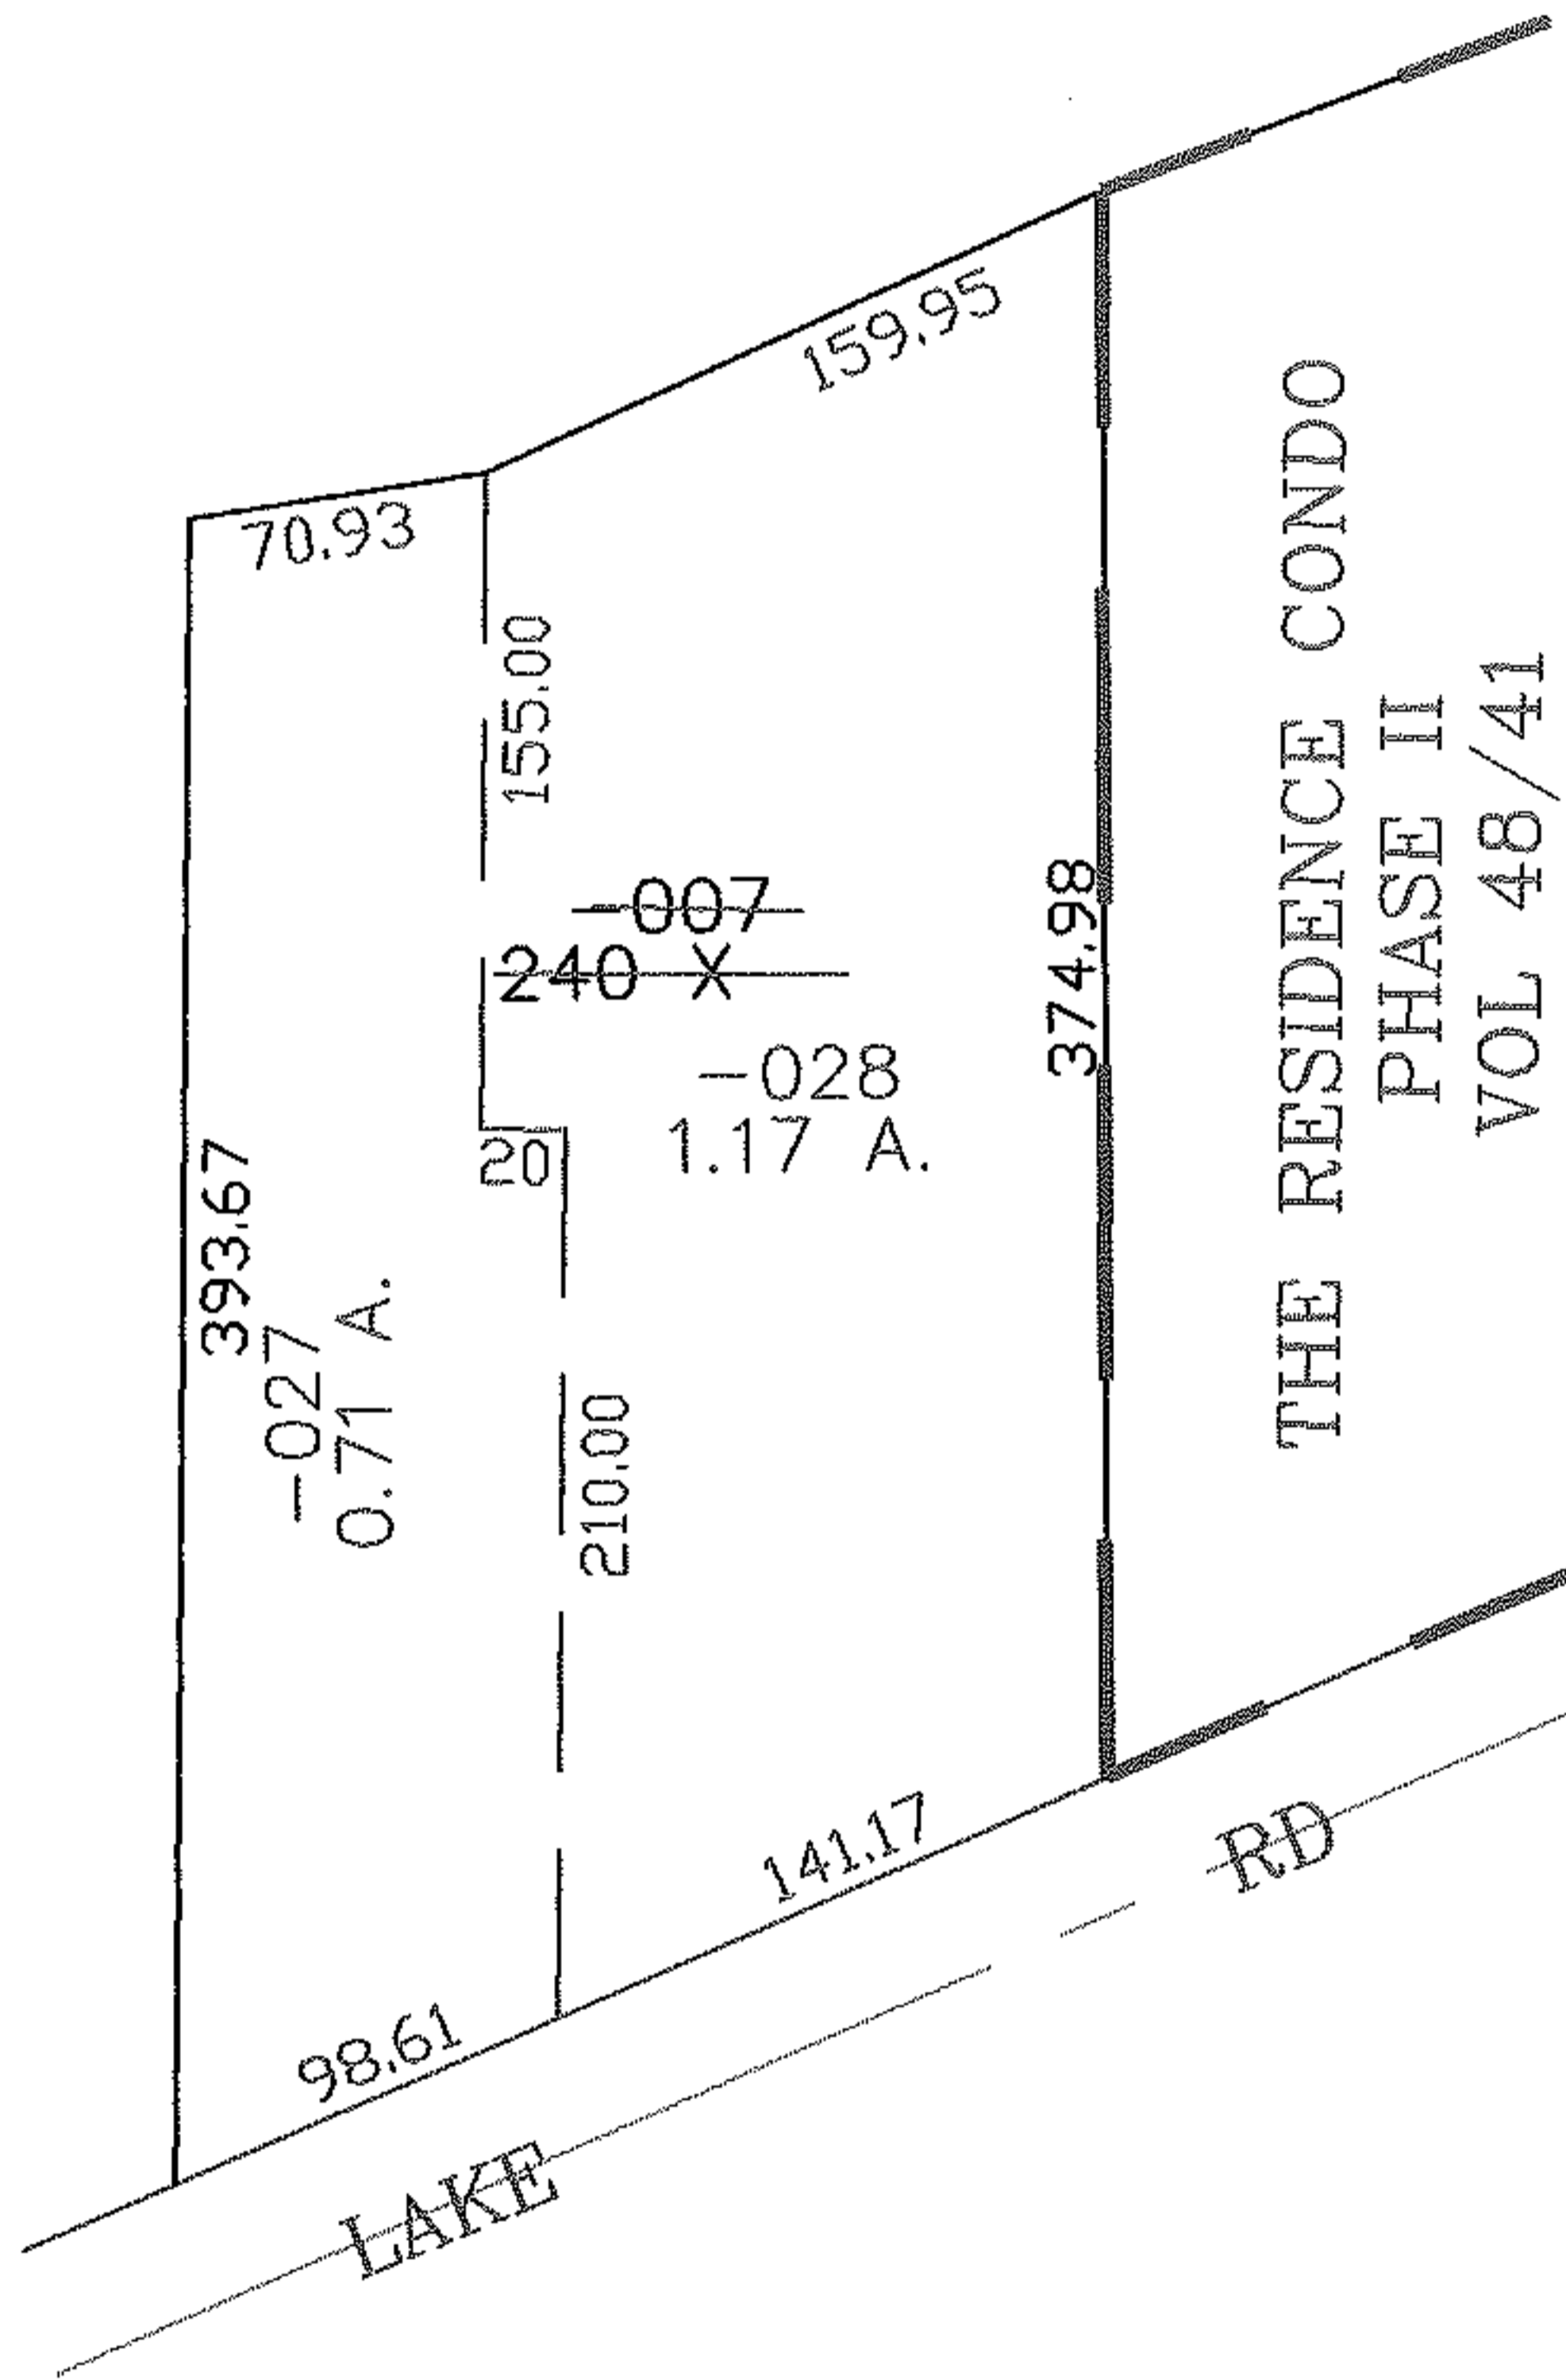 159.95
70.93
155.00
-007
240 X
374.98
-028
1.17 A.
20
393.67
-027
0.71 A.
210.00
THE RESIDENCE CONDO
PHASE II
VOL 48/41
141.17
98.61
LAKE RD